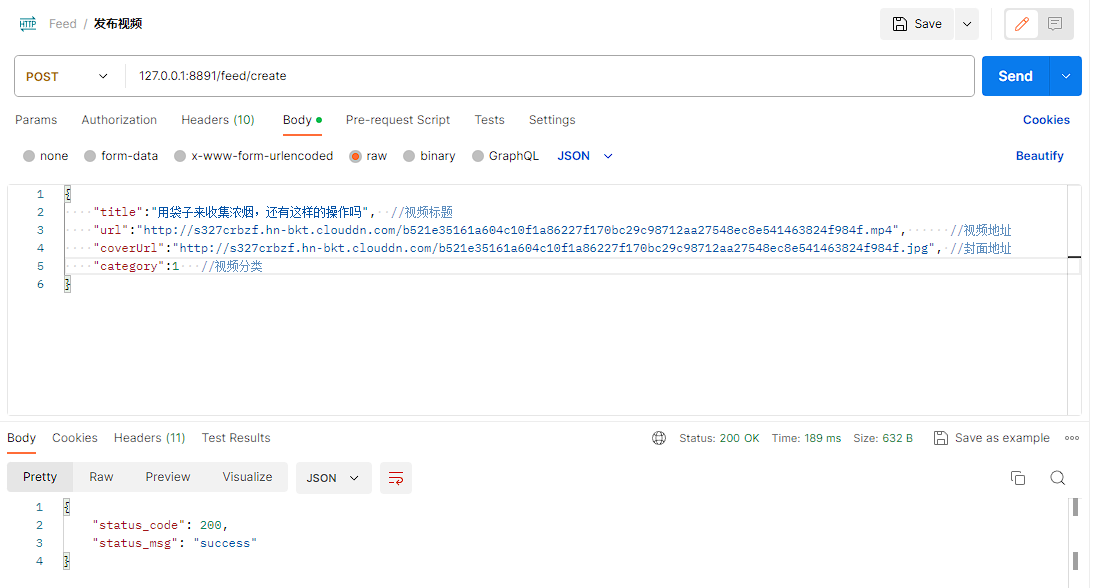 HTTP Feed / 发布视频 Save
POST 127.0.0.1:8891/feed/create Send
Params Authorization Headers (10) Body Pre-request Script Tests Settings Cookies
none form-data x-www-form-urlencoded raw binary GraphQL JSON Beautify
1 {
2 "title":"用袋子来收集浓烟，还有这样的操作吗", //视频标题
3 "url":"http://s327crbzf.hn-bkt.clouddn.com/b521e35161a604c10f1a86227f170bc29c98712aa27548ec8e541463824f984f.mp4", //视频地址
4 "coverUrl":"http://s327crbzf.hn-bkt.clouddn.com/b521e35161a604c10f1a86227f170bc29c98712aa27548ec8e541463824f984f.jpg", //封面地址
5 "category":1 //视频分类
6 }
Body Cookies Headers (11) Test Results Status: 200 OK Time: 189 ms Size: 632 B Save as example
Pretty Raw Preview Visualize JSON
1 {
2 "status_code": 200,
3 "status_msg": "success"
4 }